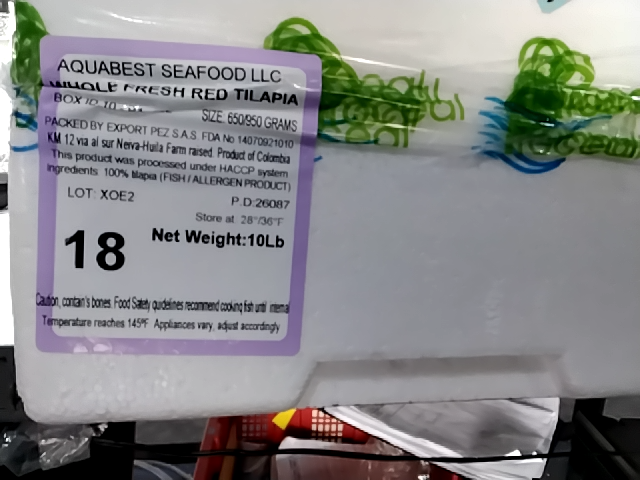 AQUABEST SEAFOOD LLC
WHOLE FRESH RED TILAPIA
BOX ID 10
SIZE: 650/950 GRAMS
PACKED BY EXPORT PEZ S.A.S. FDA No 14070921010
KM 12 via al sur Neiva-Huila Farm raised. Product of Colombia
This product was processed under HACCP system
Ingredients: 100% tilapia (FISH / ALLERGEN PRODUCT)
LOT: XOE2
P.D:26087
Store at 28°/36°F
18
Net Weight:10Lb
Caution, contain's bones. Food Safety guidelines recommend cooking fish until internal
Temperature reaches 145ºF Appliances vary, adjust accordingly